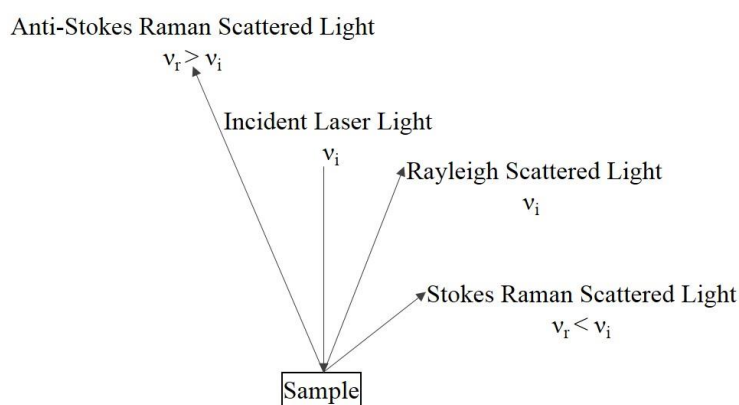 Anti-Stokes Raman Scattered Light
νr > νi
Incident Laser Light
νi
Rayleigh Scattered Light
νi
Stokes Raman Scattered Light
νr < νi
Sample